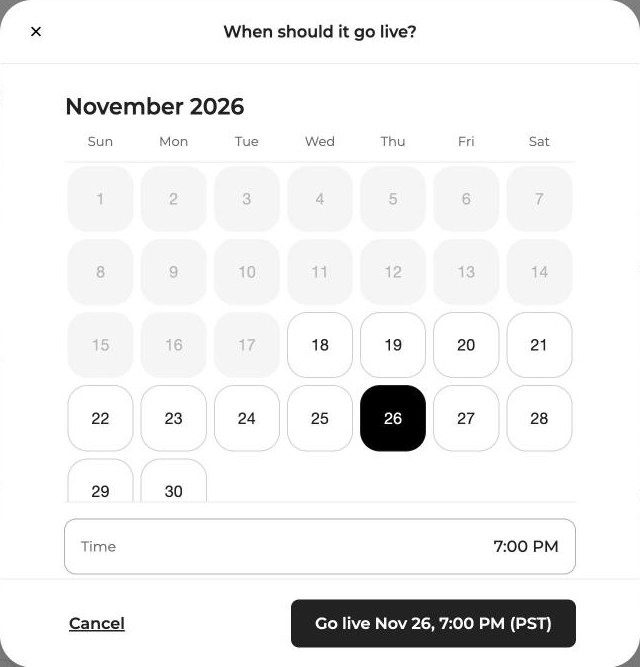 × When should it go live?
November 2026
Sun Mon Tue Wed Thu Fri Sat
1 2 3 4 5 6 7
8 9 10 11 12 13 14
15 16 17 18 19 20 21
22 23 24 25 26 27 28
29 30
Time 7:00 PM
Cancel Go live Nov 26, 7:00 PM (PST)